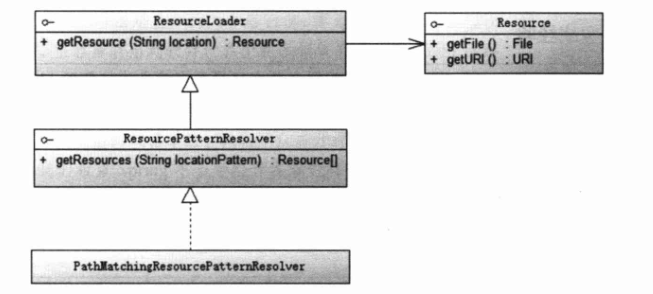 ResourceLoader
+ getResource (String location) : Resource
Resource
+ getFile () : File
+ getURI () : URI
ResourcePatternResolver
+ getResources (String locationPattern) : Resource[]
PathMatchingResourcePatternResolver